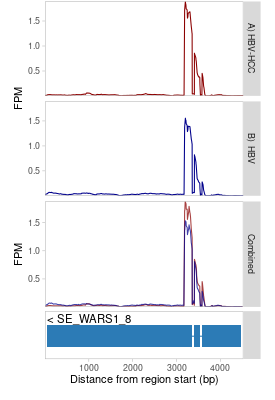 1.5
1.0
0.5
A) HBV-HCC
FPM
1.5
1.0
0.5
B) HBV
1.5
1.0
0.5
FPM
Combined
< SE_WARS1_8
1000 2000 3000 4000
Distance from region start (bp)